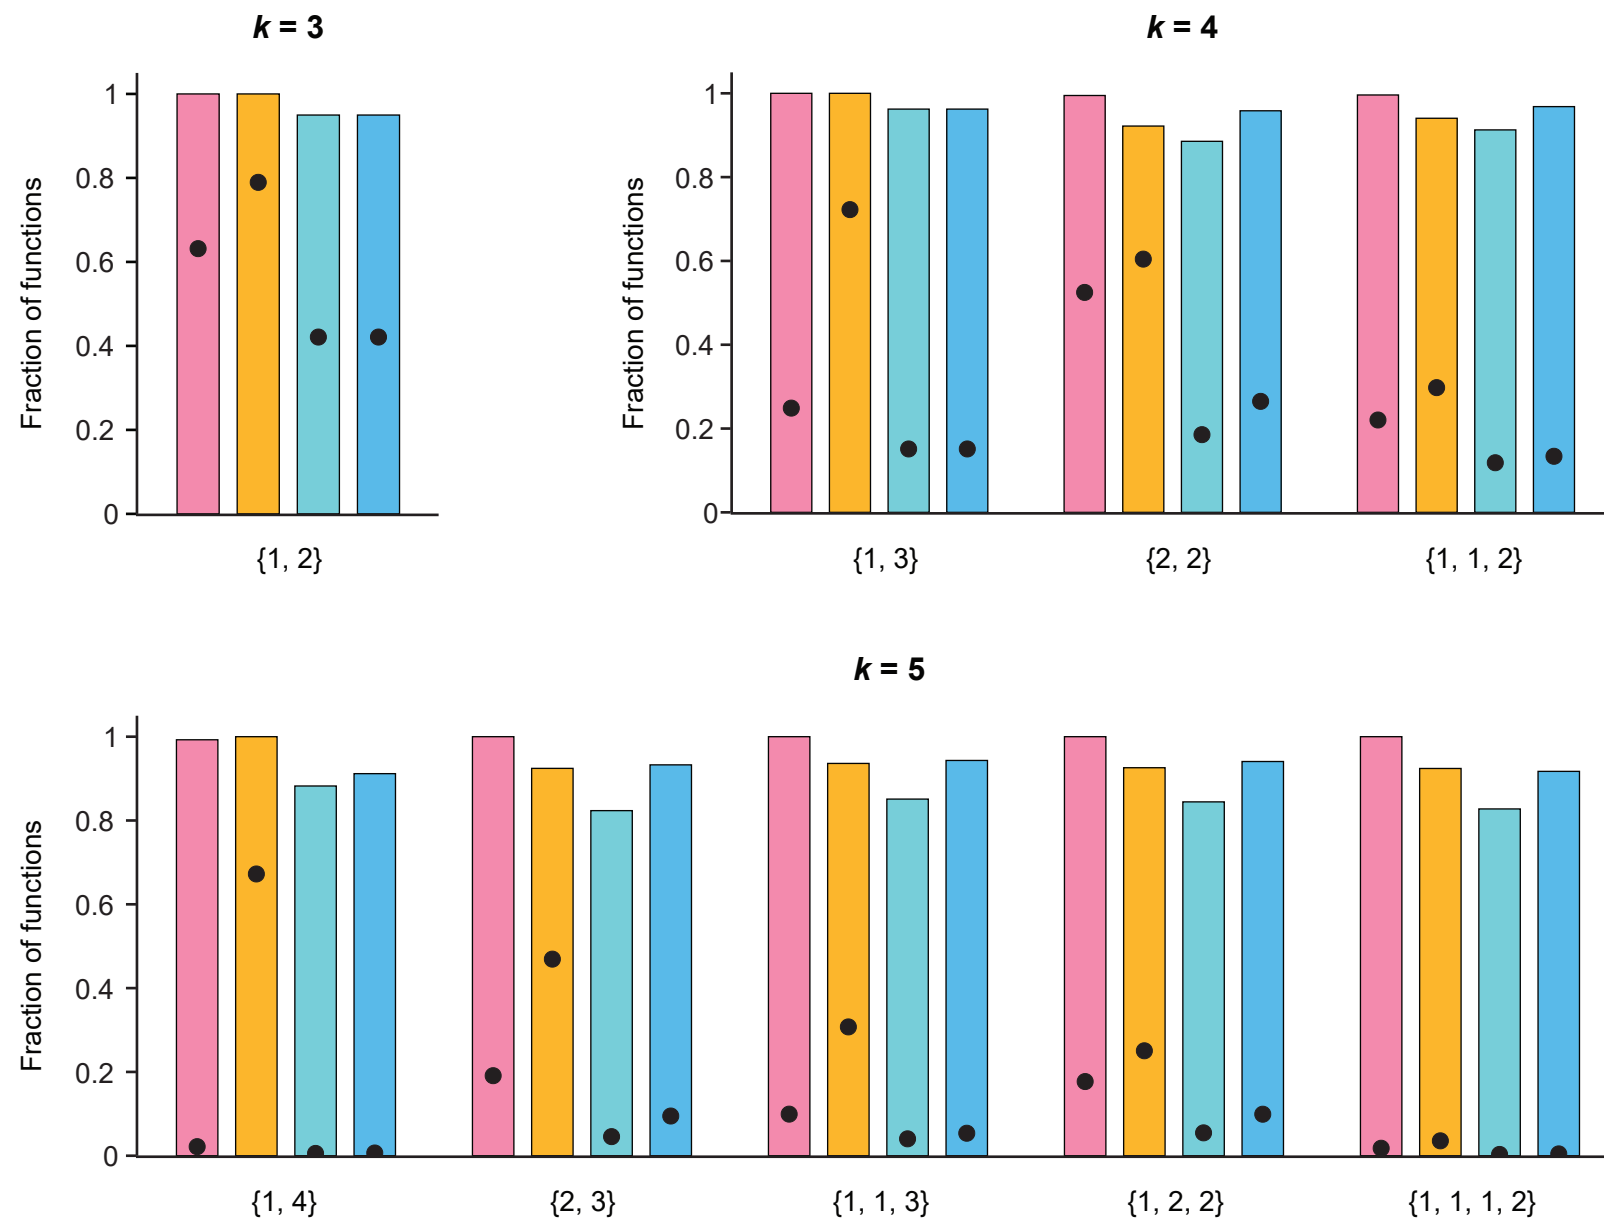 k = 3
Fraction of functions
1
0.8
0.6
0.4
0.2
0
{1, 2}
k = 4
Fraction of functions
1
0.8
0.6
0.4
0.2
0
{1, 3}
{2, 2}
{1, 1, 2}
k = 5
Fraction of functions
1
0.8
0.6
0.4
0.2
0
{1, 4}
{2, 3}
{1, 1, 3}
{1, 2, 2}
{1, 1, 1, 2}